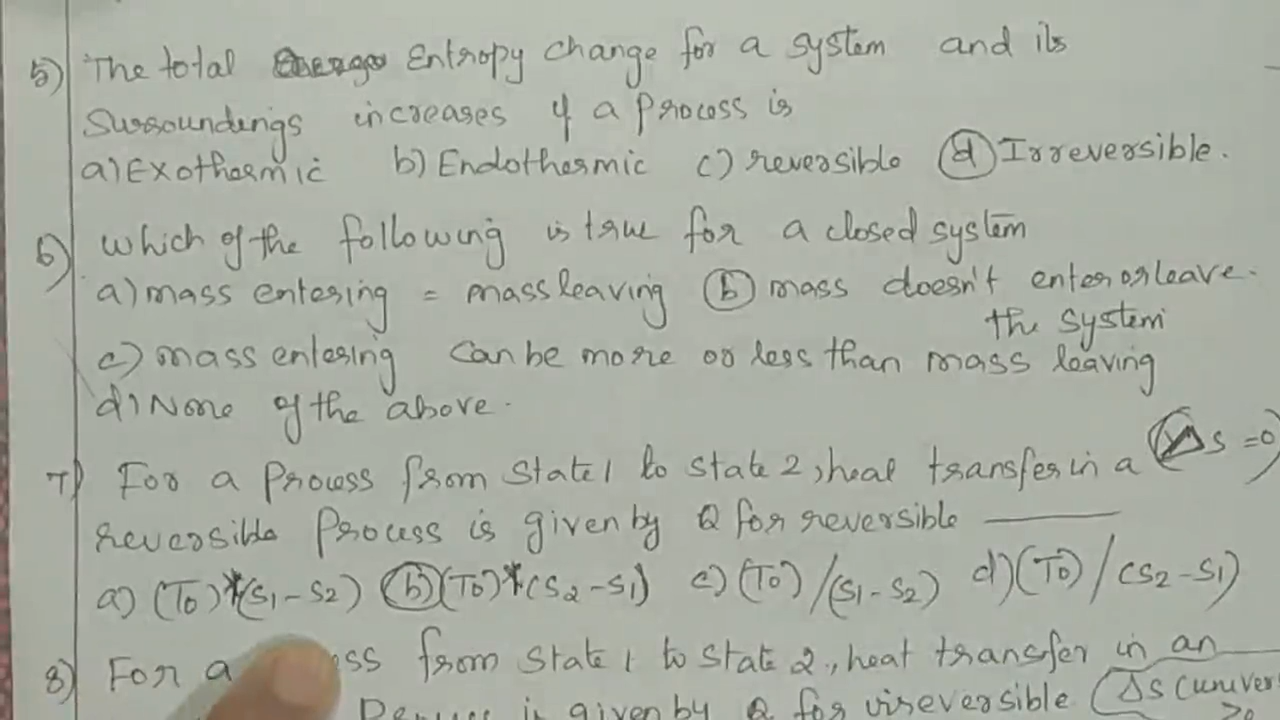 5) The total Entropy change for a system and its
Surroundings increases if a Process is
a) Exothermic b) Endothermic c) reversible d) Irreversible.
6) which of the following is true for a closed system
a) mass entering = mass leaving b) mass doesn't enter or leave.
the system
c) mass entering can be more or less than mass leaving
d) None of the above.
7) For a Process from State 1 to State 2, heat transfer in a (ΔS = 0)
reversible Process is given by Q for reversible ———
a) (T0)*(S1-S2) b) (T0)*(S2-S1) c) (T0)/(S1-S2) d) (T0)/(S2-S1)
8) For a from State 1 to State 2, heat transfer in an
is given by Q for irreversible (ΔS
>0